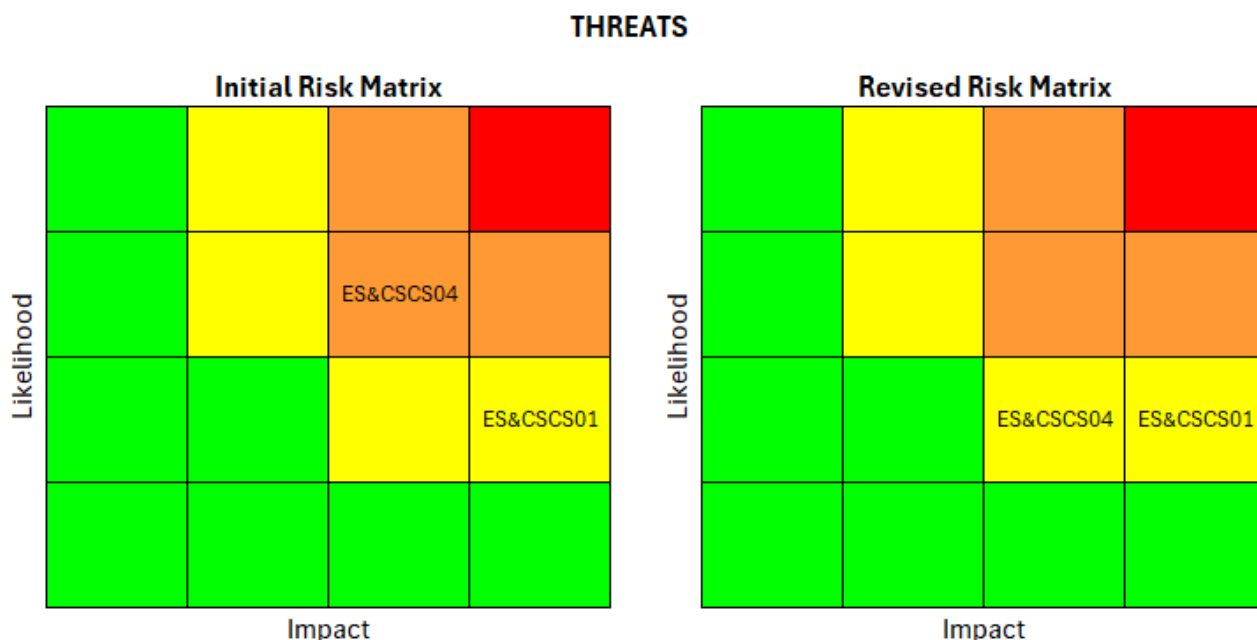 THREATS
Initial Risk Matrix
Likelihood
ES&CSCS04
ES&CSCS01
Impact
Revised Risk Matrix
Likelihood
ES&CSCS04 ES&CSCS01
Impact